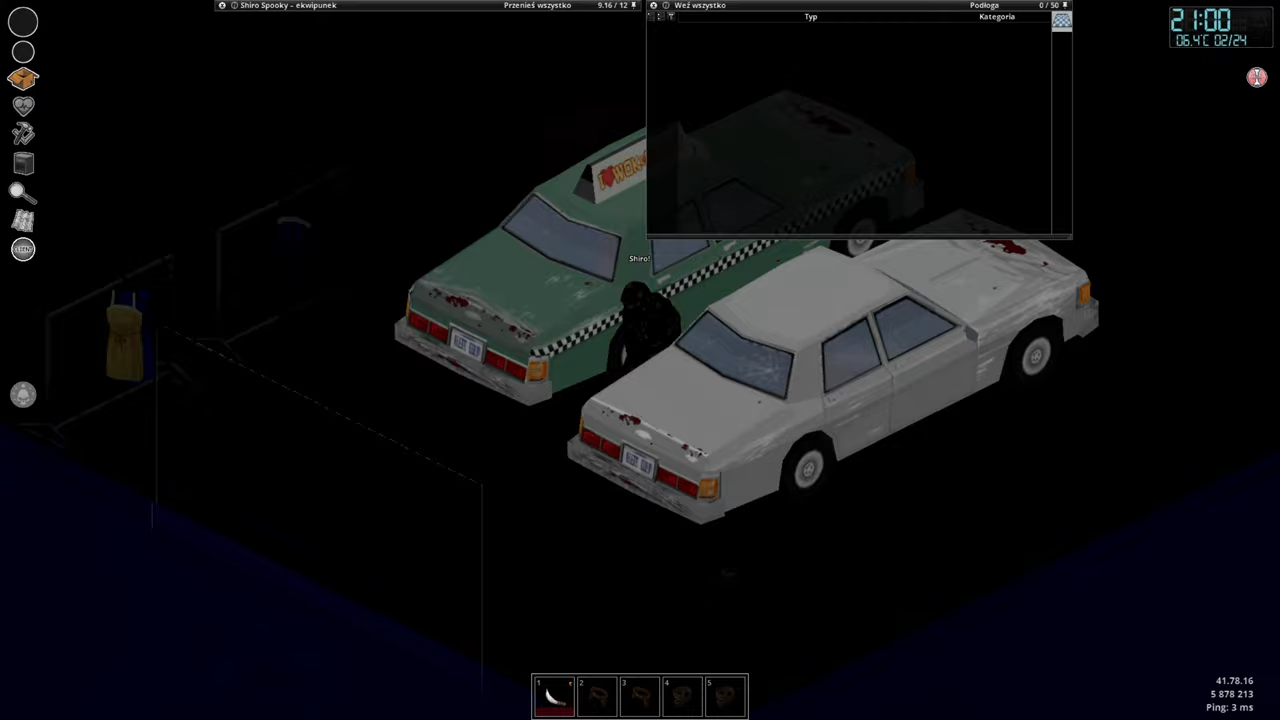 Shiro Spooky - ekwipunek Przenieś wszystko 9.16 / 12
Weź wszystko Podłoga 0 / 50
Typ Kategoria
21:00
06.4°C 02/24
Shiro!
CLIENT
1 2 3 4 5
41.78.16
5 878 213
Ping: 3 ms